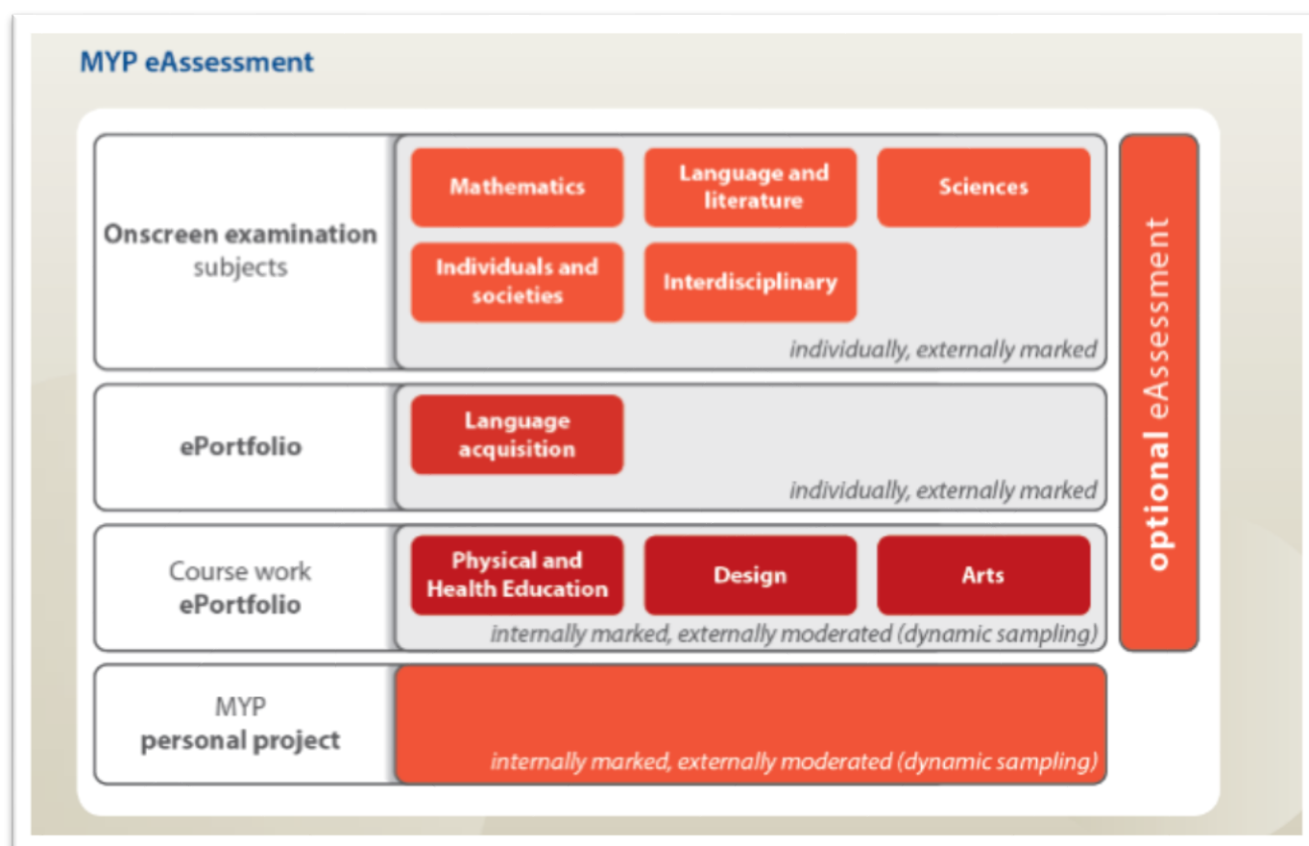 MYP eAssessment
Onscreen examination
subjects
Mathematics
Language and
literature
Sciences
Individuals and
societies
Interdisciplinary
individually, externally marked
ePortfolio
Language
acquisition
individually, externally marked
Course work
ePortfolio
Physical and
Health Education
Design
Arts
internally marked, externally moderated (dynamic sampling)
MYP
personal project
internally marked, externally moderated (dynamic sampling)
optional eAssessment